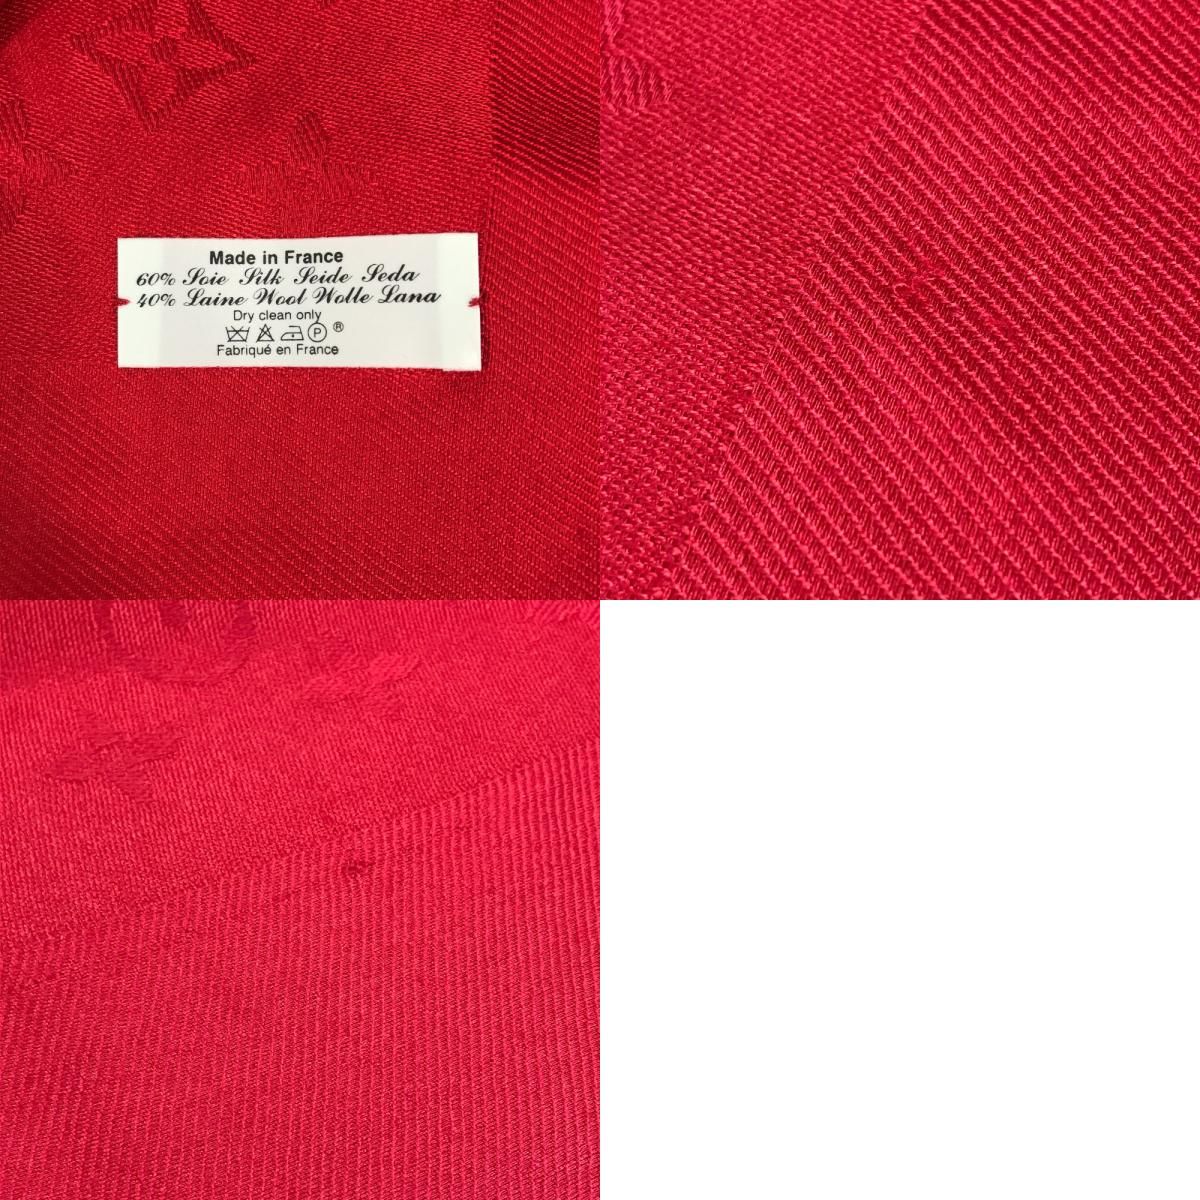 Made in France
60% Soie Silk Seide Seda
40% Laine Wool Wolle Lana
Dry clean only
P ®
Fabriqué en France